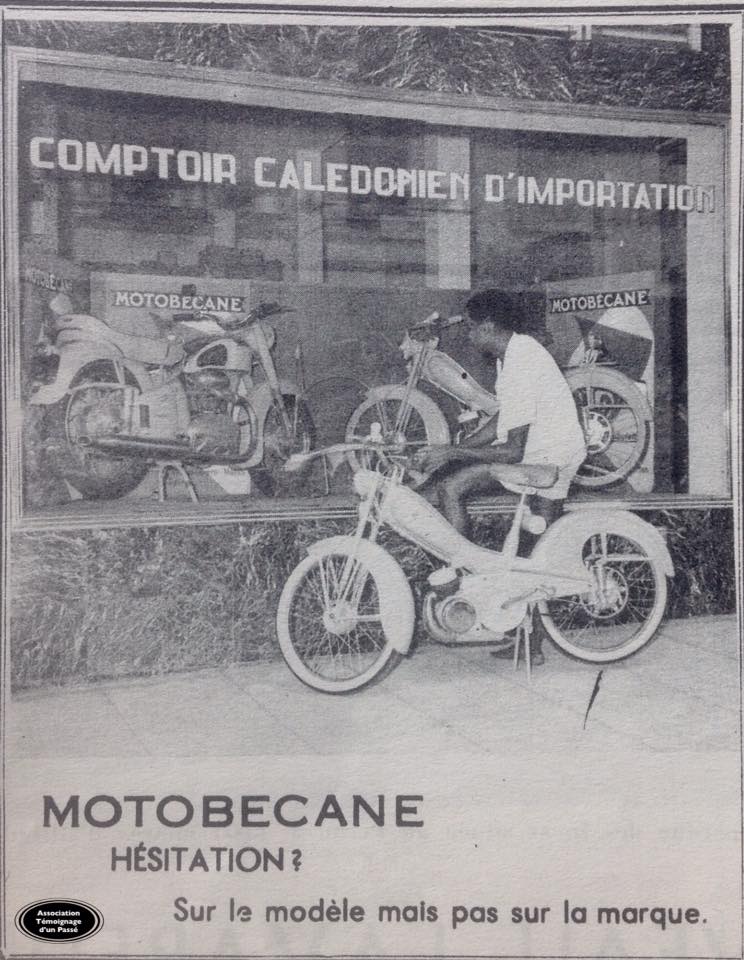 COMPTOIR CALEDONIEN D'IMPORTATION
MOTOBECANE
MOTOBECANE
MOTOBÉCANE
MOTOBECANE
HÉSITATION?
Sur le modèle mais pas sur la marque.
Association
Témoignage
d'un Passé